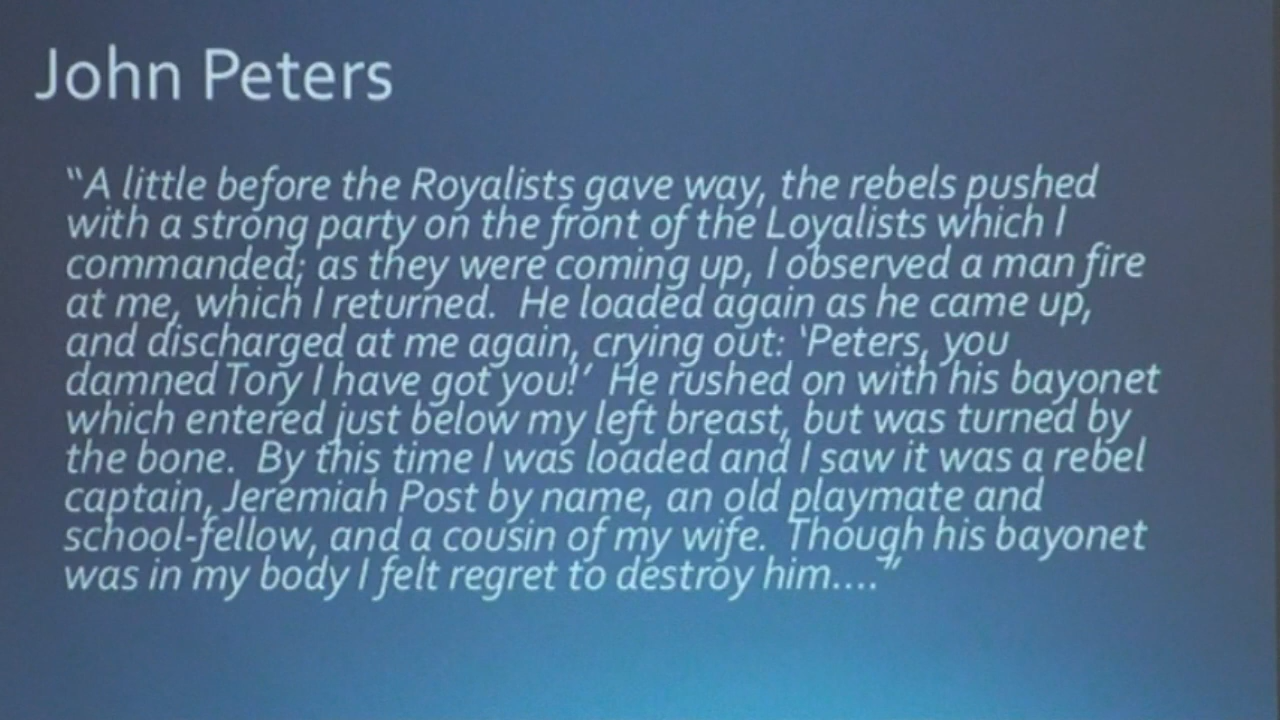 John Peters
“A little before the Royalists gave way, the rebels pushed
with a strong party on the front of the Loyalists which I
commanded; as they were coming up, I observed a man fire
at me, which I returned.  He loaded again as he came up,
and discharged at me again, crying out: ‘Peters, you
damned Tory I have got you!’  He rushed on with his bayonet
which entered just below my left breast, but was turned by
the bone.  By this time I was loaded and I saw it was a rebel
captain, Jeremiah Post by name, an old playmate and
school-fellow, and a cousin of my wife.  Though his bayonet
was in my body I felt regret to destroy him....”